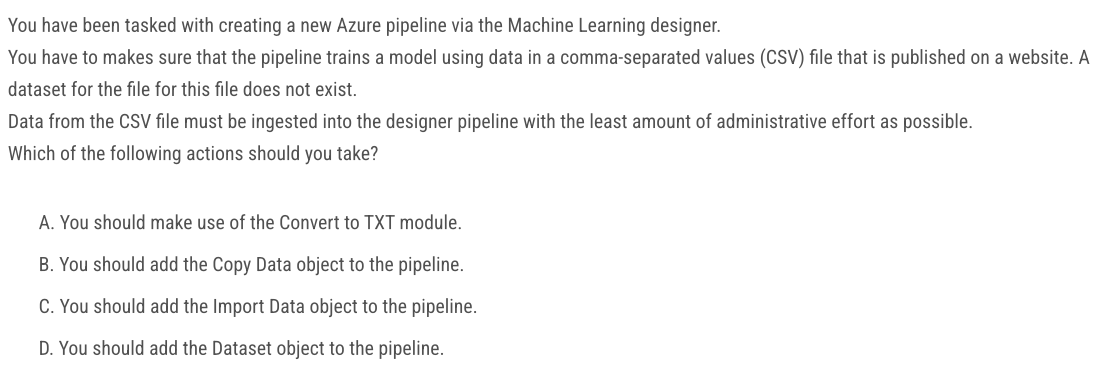 You have been tasked with creating a new Azure pipeline via the Machine Learning designer.
You have to makes sure that the pipeline trains a model using data in a comma-separated values (CSV) file that is published on a website. A
dataset for the file for this file does not exist.
Data from the CSV file must be ingested into the designer pipeline with the least amount of administrative effort as possible.
Which of the following actions should you take?
A. You should make use of the Convert to TXT module.
B. You should add the Copy Data object to the pipeline.
C. You should add the Import Data object to the pipeline.
D. You should add the Dataset object to the pipeline.